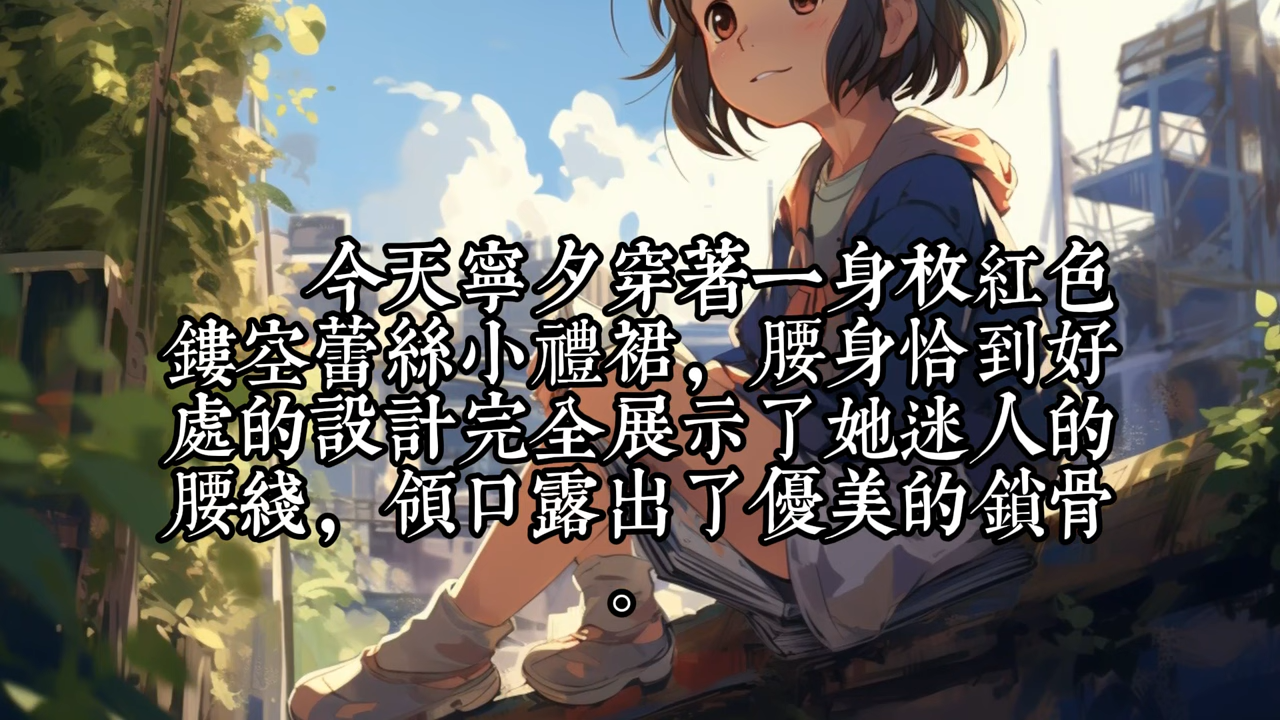 今天寧夕穿著一身枚紅色
鏤空蕾絲小禮裙，腰身恰到好
處的設計完全展示了她迷人的
腰綫，領口露出了優美的鎖骨
。